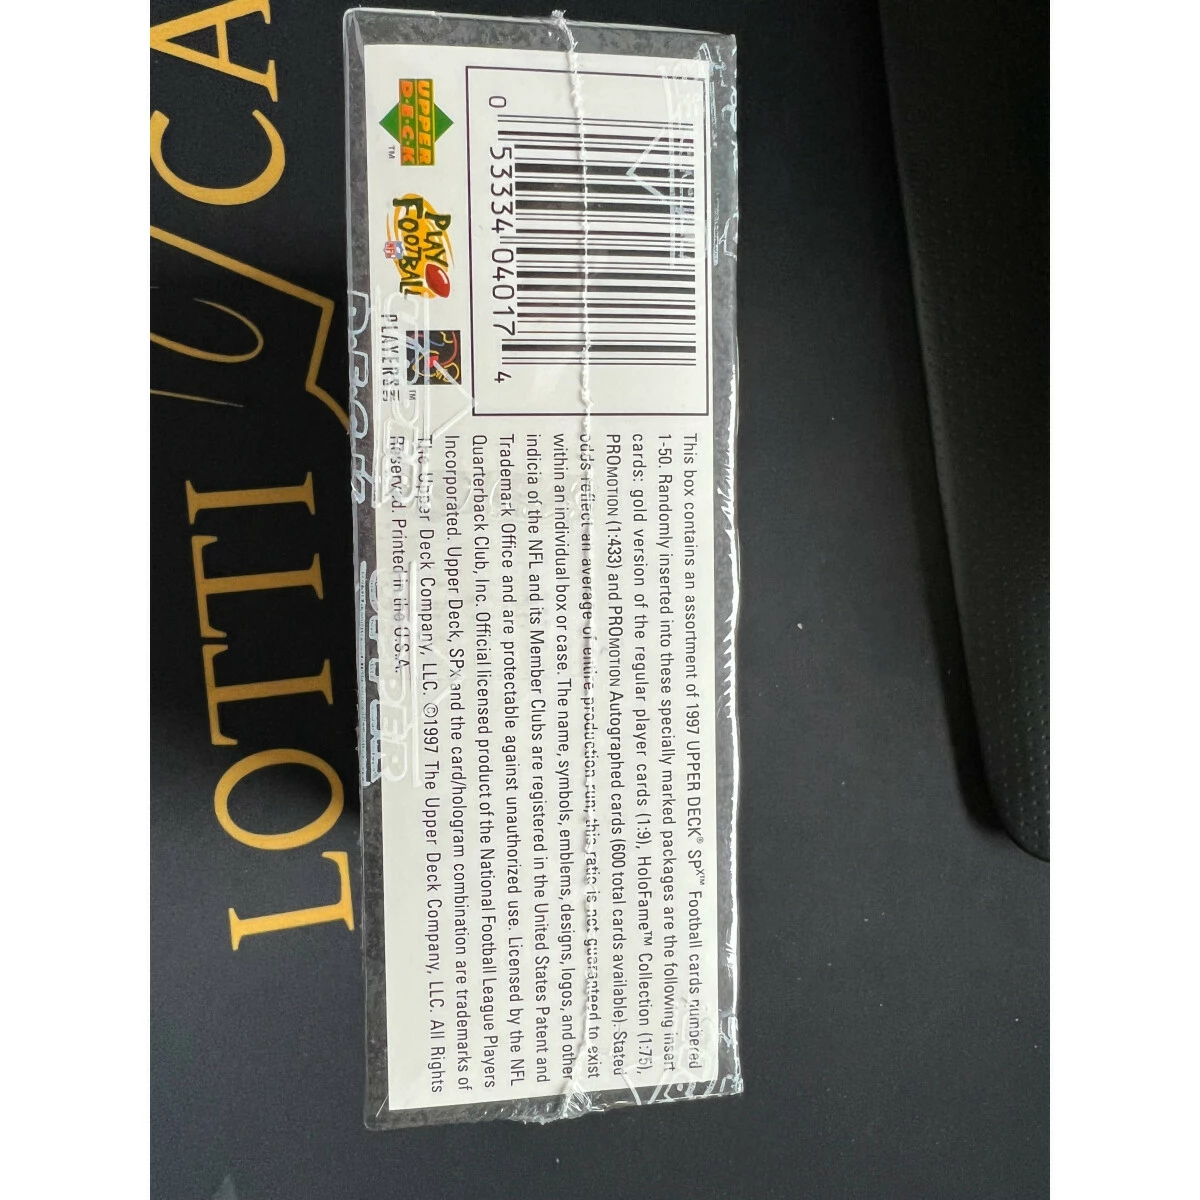 LOTTI
CA
UPPER
D·E·C·K
™
PLAY
FOOTBALL
NFL
PLAYERS
™
0 53334 04017 4
This box contains an assortment of 1997 UPPER DECK® SPx™ Football cards numbered
1-50. Randomly inserted into these specially marked packages are the following insert
cards: gold version of the regular player cards (1:9), HoloFame™ Collection (1:75),
PROMOTION (1:433) and PROMOTION Autographed cards (600 total cards available). Stated
odds reflect an average of entire production run; this ratio is not guaranteed to exist
within an individual box or case. The name, symbols, emblems, designs, logos, and other
indicia of the NFL and its Member Clubs are registered in the United States Patent and
Trademark Office and are protectable against unauthorized use. Licensed by the NFL
Quarterback Club, Inc. Official licensed product of the National Football League Players
Incorporated. Upper Deck, SPx and the card/hologram combination are trademarks of
The Upper Deck Company, LLC. ©1997 The Upper Deck Company, LLC. All Rights
Reserved. Printed in the U.S.A.
UPPER
DECK
UPPER